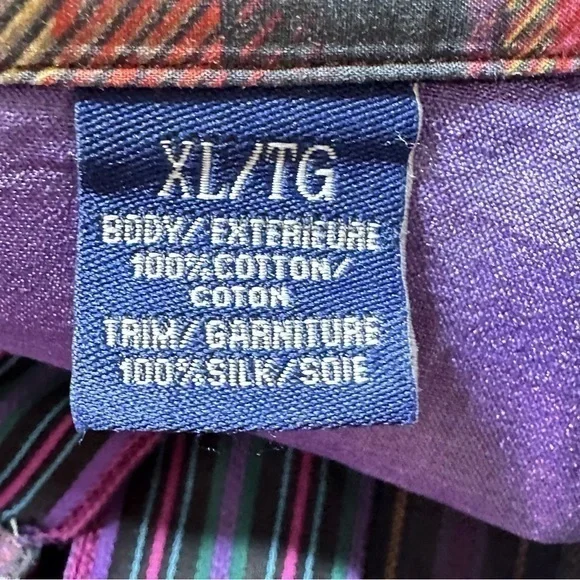 XL/TG
BODY/EXTERIEURE
100%COTTON/
COTON
TRIM/GARNITURE
100%SILK/SOIE